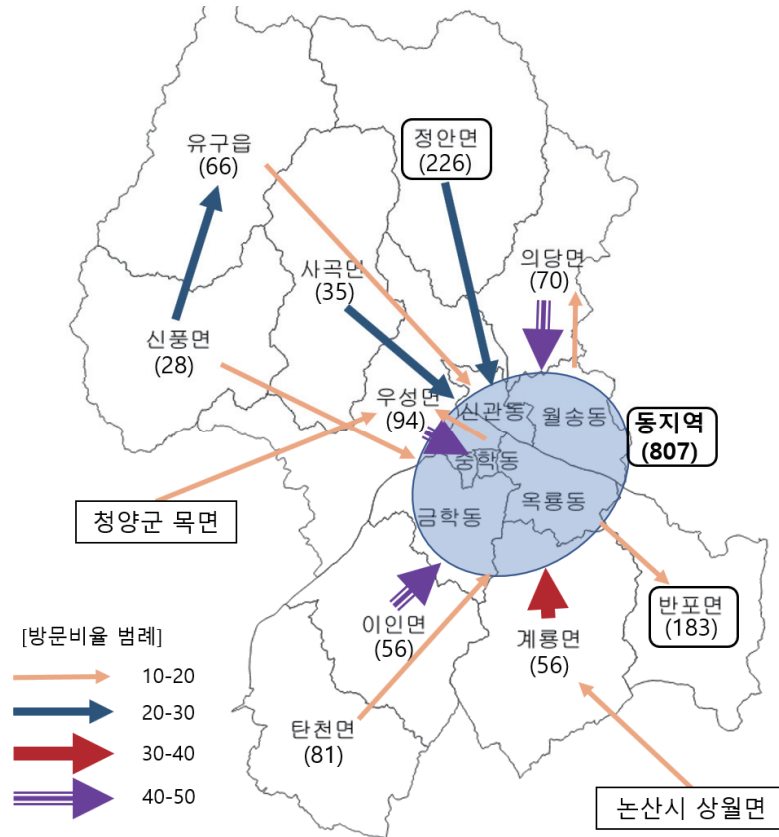 정안면
(226)
유구읍
(66)
의당면
(70)
사곡면
(35)
신풍면
(28)
우성면
(94)
신관동
월송동
동지역
(807)
중학동
청양군 목면
금학동
옥룡동
반포면
(183)
이인면
(56)
계룡면
(56)
탄천면
(81)
[방문비율 범례]
10-20
20-30
30-40
40-50
논산시 상월면